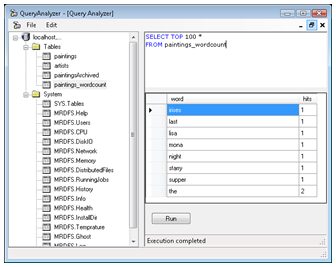 QueryAnalyzer - [Query Analyzer]
File Edit
localhost,...
Tables
paintings
artists
paintingsArchived
paintings_wordcount
System
SYS.Tables
MRDFS.Help
MRDFS.Users
MRDFS.CPU
MRDFS.DiskIO
MRDFS.Network
MRDFS.Memory
MRDFS.DistributedFiles
MRDFS.RunningJobs
MRDFS.History
MRDFS.Info
MRDFS.Health
MRDFS.InstallDir
MRDFS.Temprature
MRDFS.Ghost
SELECT TOP 100 *
FROM paintings_wordcount
word hits
1
last 1
lisa 1
mona 1
night 1
starry 1
supper 1
the 2
Run
Execution completed